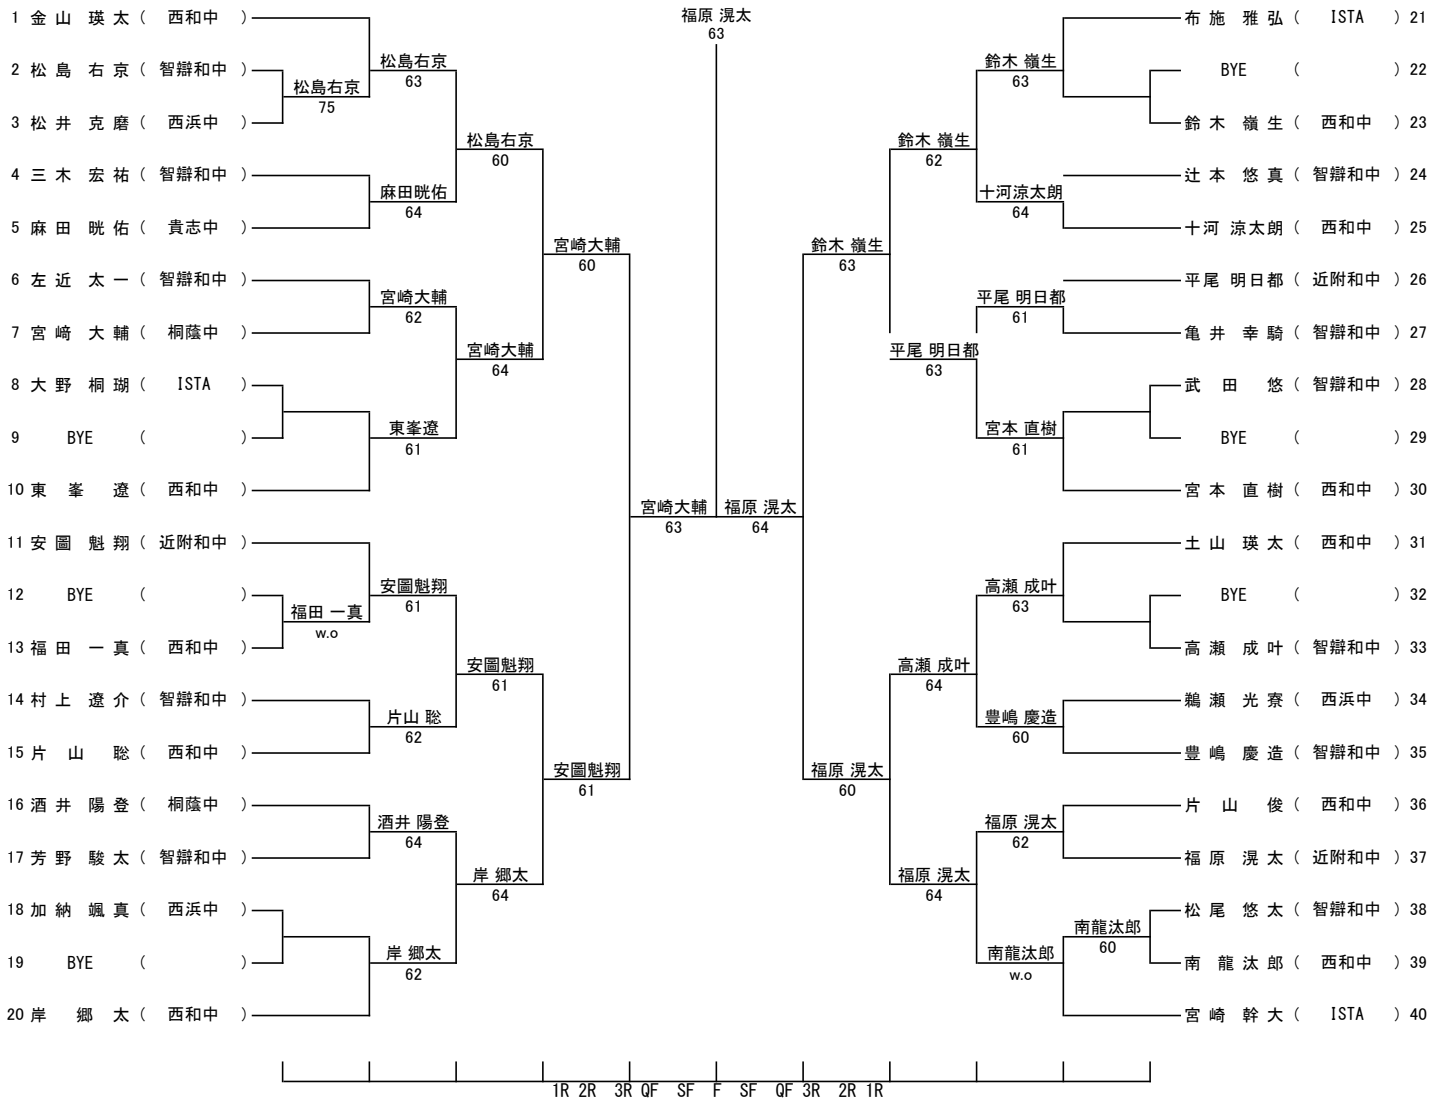 1 金山 瑛太 ( 西和中 )
2 松島 右京 ( 智辯和中 )
3 松井 克磨 ( 西浜中 )
4 三木 宏祐 ( 智辯和中 )
5 麻田 晄佑 ( 貴志中 )
6 左近 太一 ( 智辯和中 )
7 宮﨑 大輔 ( 桐蔭中 )
8 大野 桐瑚 ( ISTA )
9 BYE ( )
10 東 峯 遼 ( 西和中 )
11 安圖 魁翔 ( 近附和中 )
12 BYE ( )
13 福田 一真 ( 西和中 )
14 村上 遼介 ( 智辯和中 )
15 片山 聡 ( 西和中 )
16 酒井 陽登 ( 桐蔭中 )
17 芳野 駿太 ( 智辯和中 )
18 加納 颯真 ( 西浜中 )
19 BYE ( )
20 岸 郷太 ( 西和中 )
松島右京
75
福田 一真
w.o
松島右京
63
麻田晄佑
64
宮崎大輔
62
東峯遼
61
安圖魁翔
61
片山 聡
62
酒井 陽登
64
岸 郷太
62
松島右京
60
宮崎大輔
64
安圖魁翔
61
岸 郷太
64
宮崎大輔
60
安圖魁翔
61
宮崎大輔
63
福原 滉太
63
福原 滉太
64
鈴木 嶺生
63
福原 滉太
60
鈴木 嶺生
62
平尾 明日都
63
高瀬 成叶
64
福原 滉太
64
鈴木 嶺生
63
十河涼太朗
64
平尾 明日都
61
宮本 直樹
61
高瀬 成叶
63
豊嶋 慶造
60
福原 滉太
62
南龍汰郎
w.o
南龍汰郎
60
布施 雅弘 ( ISTA ) 21
BYE ( ) 22
鈴木 嶺生 ( 西和中 ) 23
辻本 悠真 ( 智辯和中 ) 24
十河 涼太朗 ( 西和中 ) 25
平尾 明日都 ( 近附和中 ) 26
亀井 幸騎 ( 智辯和中 ) 27
武田 悠 ( 智辯和中 ) 28
BYE ( ) 29
宮本 直樹 ( 西和中 ) 30
土山 瑛太 ( 西和中 ) 31
BYE ( ) 32
高瀬 成叶 ( 智辯和中 ) 33
鵜瀬 光寮 ( 西浜中 ) 34
豊嶋 慶造 ( 智辯和中 ) 35
片山 俊 ( 西和中 ) 36
福原 滉太 ( 近附和中 ) 37
松尾 悠太 ( 智辯和中 ) 38
南 龍汰郎 ( 西和中 ) 39
宮崎 幹大 ( ISTA ) 40
1R 2R 3R QF SF F SF QF 3R 2R 1R